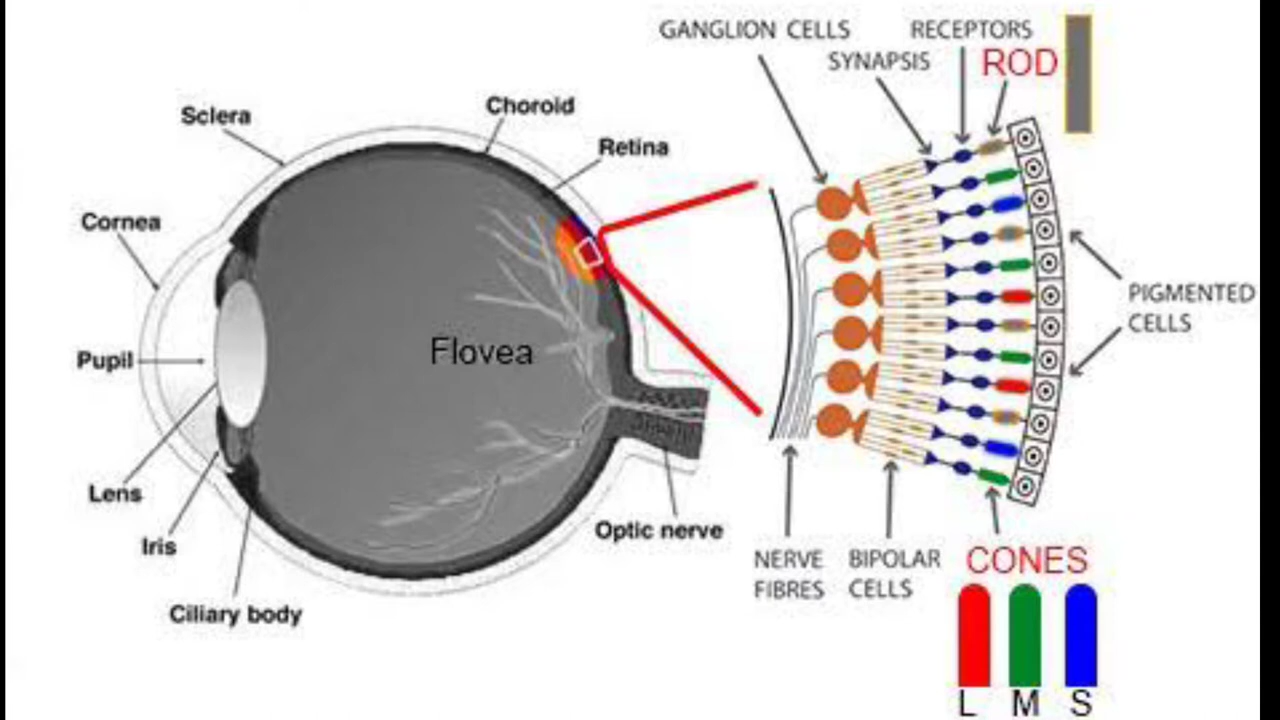 GANGLION CELLS
RECEPTORS
SYNAPSIS
ROD
Choroid
Sclera
Retina
Cornea
PIGMENTED
CELLS
Flovea
Pupil
Lens
Iris
Optic nerve
NERVE
FIBRES
BIPOLAR
CELLS
CONES
Ciliary body
L M S